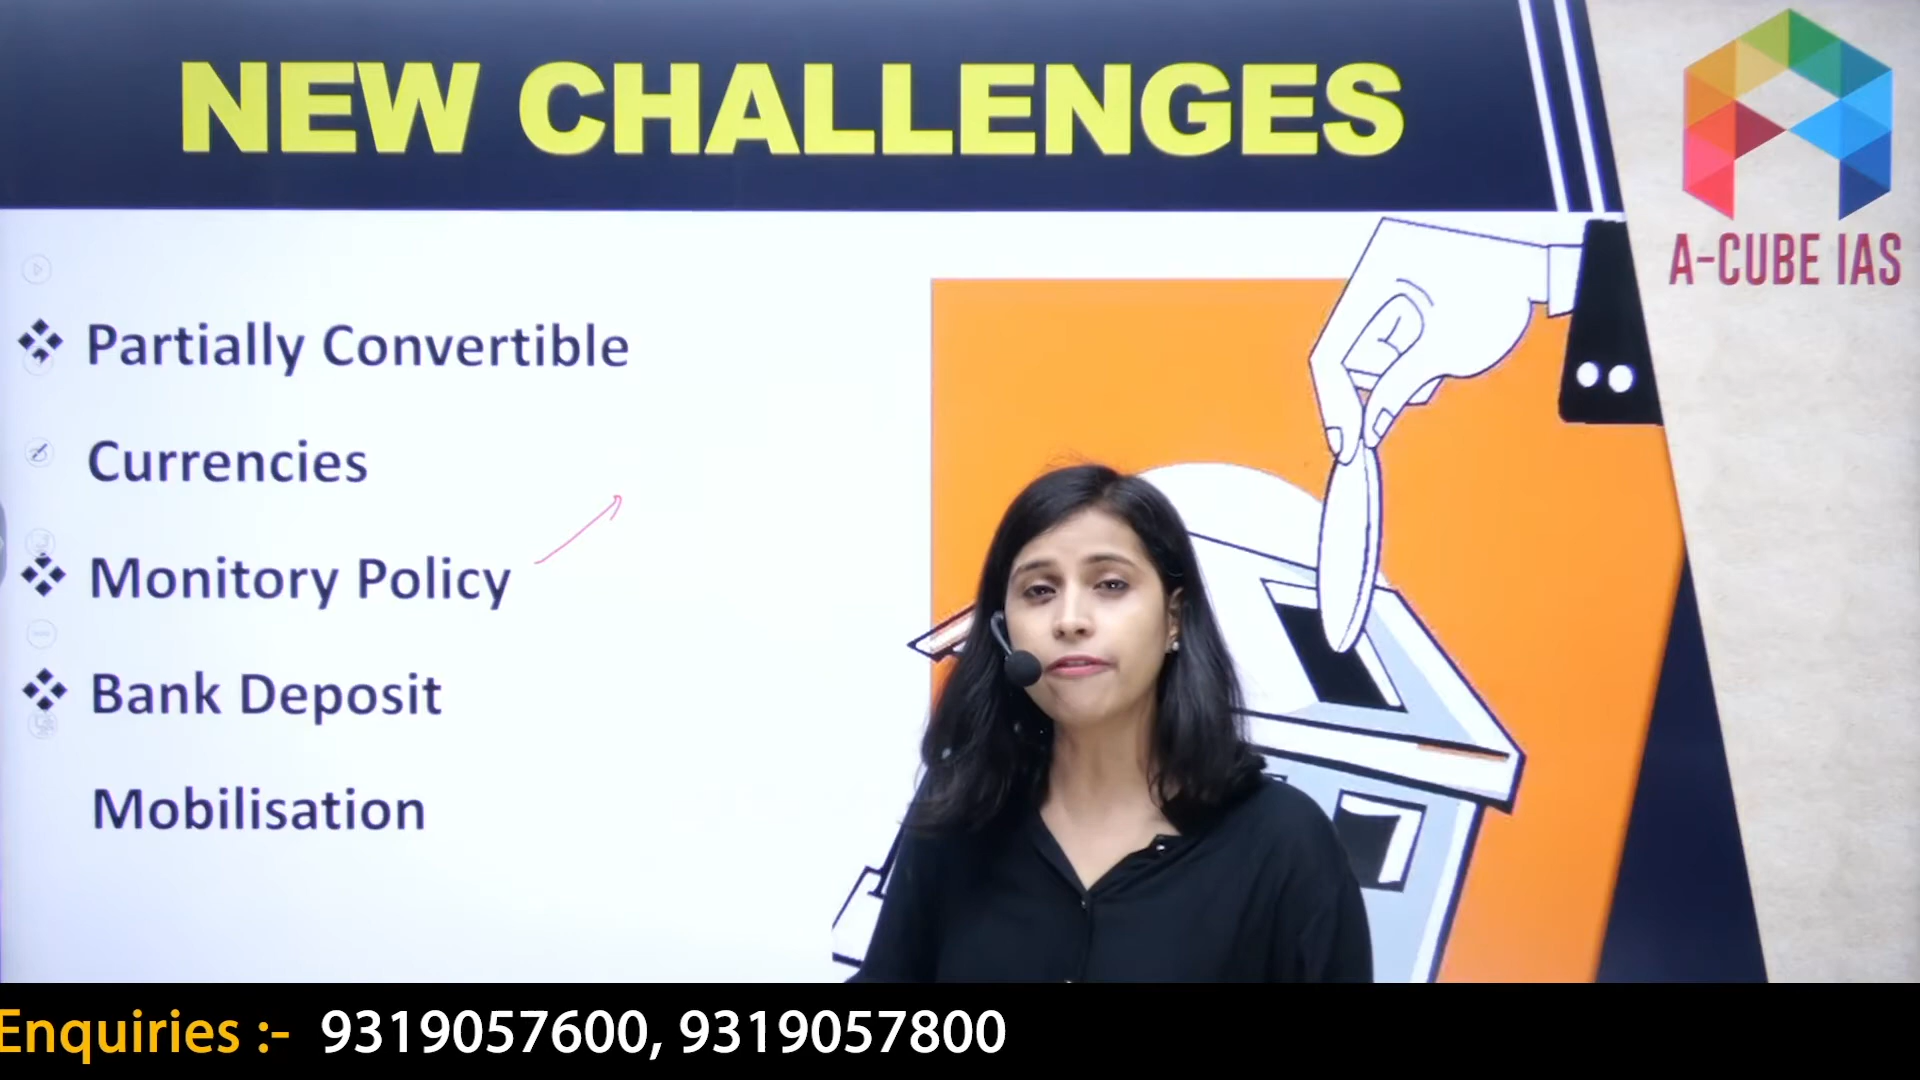 NEW CHALLENGES
A-CUBE IAS
Partially Convertible
Currencies
Monitory Policy
Bank Deposit
Mobilisation
Enquiries :- 9319057600, 9319057800